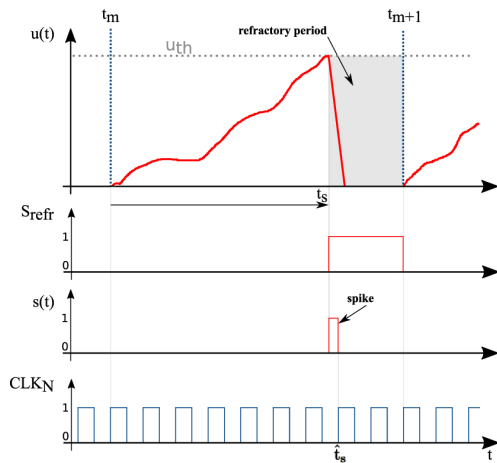 t_m
t_m+1
u(t)
u_th
refractory period
t_s
S_refr
1
0
s(t)
spike
1
0
CLK_N
1
0
t̂_s
t